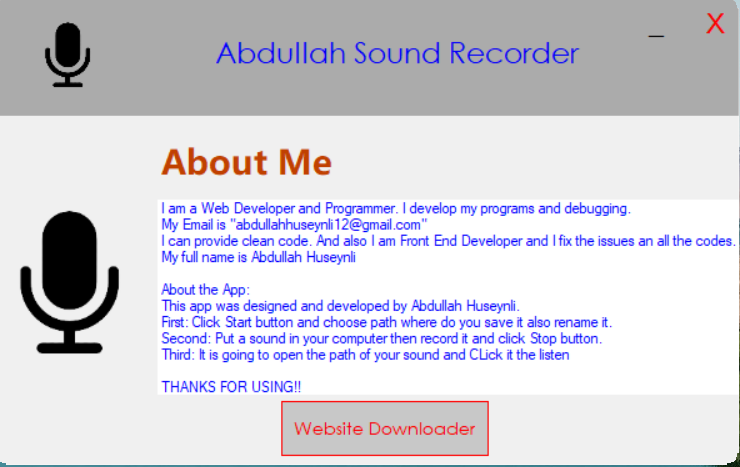 Abdullah Sound Recorder
_ X
About Me
I am a Web Developer and Programmer. I develop my programs and debugging.
My Email is "abdullahhuseynli12@gmail.com"
I can provide clean code. And also I am Front End Developer and I fix the issues an all the codes.
My full name is Abdullah Huseynli
About the App:
This app was designed and developed by Abdullah Huseynli.
First: Click Start button and choose path where do you save it also rename it.
Second: Put a sound in your computer then record it and click Stop button.
Third: It is going to open the path of your sound and CLick it the listen
THANKS FOR USING!!
Website Downloader